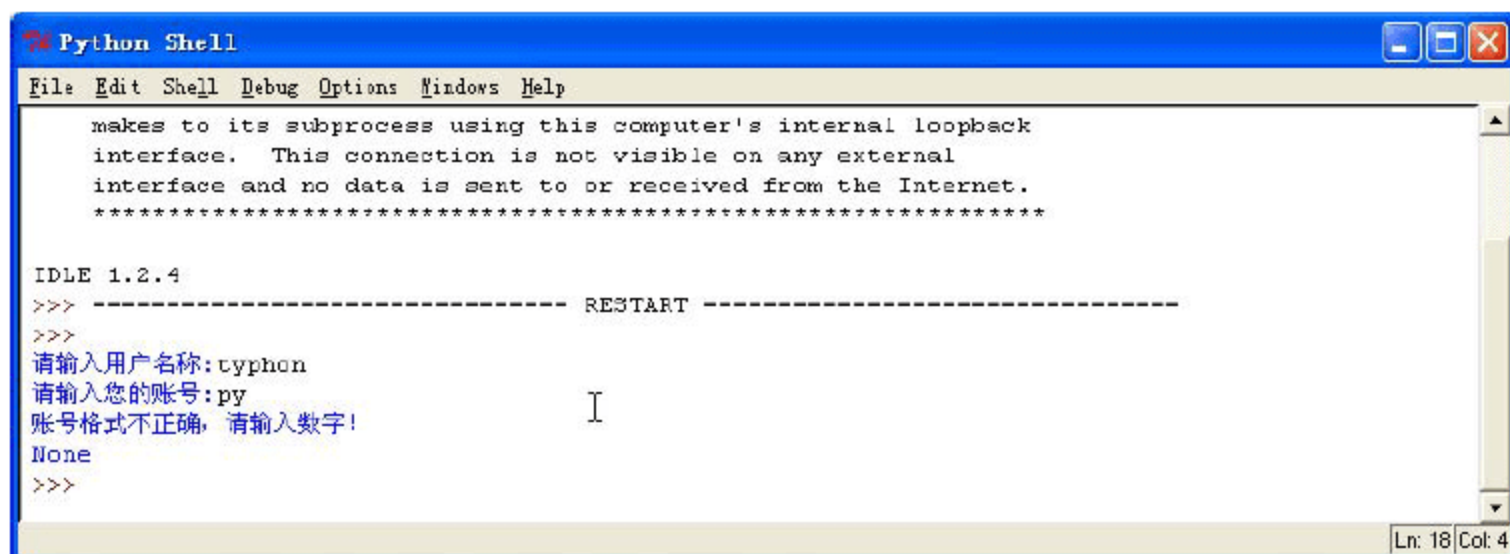 Python Shell
File Edit Shell Debug Options Windows Help
makes to its subprocess using this computer's internal loopback
interface. This connection is not visible on any external
interface and no data is sent to or received from the Internet.
****************************************************************
IDLE 1.2.4
>>> -------------------------------- RESTART --------------------------------
>>>
请输入用户名称:typhon
请输入您的账号:py
账号格式不正确，请输入数字!
None
>>>
Ln: 18 Col: 4